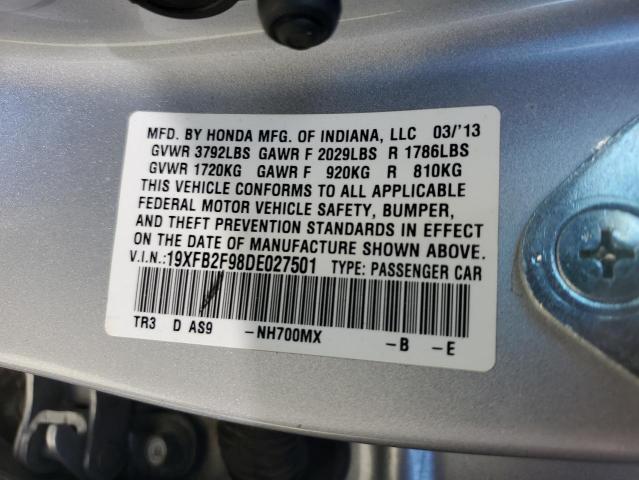 MFD. BY HONDA MFG. OF INDIANA, LLC 03/'13
GVWR 3792LBS GAWR F 2029LBS R 1786LBS
GVWR 1720KG GAWR F 920KG R 810KG
THIS VEHICLE CONFORMS TO ALL APPLICABLE
FEDERAL MOTOR VEHICLE SAFETY, BUMPER,
AND THEFT PREVENTION STANDARDS IN EFFECT
ON THE DATE OF MANUFACTURE SHOWN ABOVE.
V.I.N.:19XFB2F98DE027501 TYPE: PASSENGER CAR
TR3 D AS9 -NH700MX -B -E